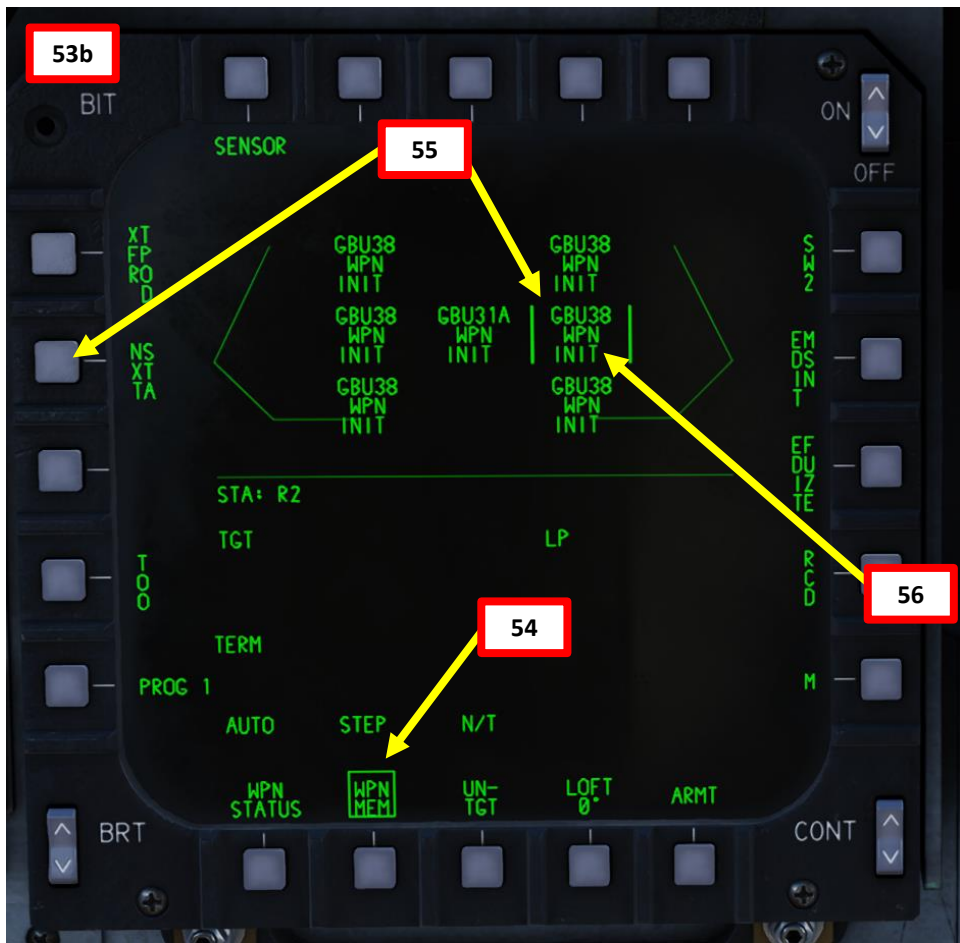 53b
BIT
ON
OFF
SENSOR
55
XT
FP
RO
D
GBU38
WPN
INIT
GBU38
WPN
INIT
S
W
2
NS
XT
TA
GBU38
WPN
INIT
GBU31A
WPN
INIT
GBU38
WPN
INIT
EM
DS
IN
T
GBU38
WPN
INIT
GBU38
WPN
INIT
EF
DU
IZ
TE
STA: R2
TGT
LP
T
O
O
R
C
D
56
54
TERM
PROG 1
M
AUTO
STEP
N/T
WPN
STATUS
WPN
MEM
UN-
TGT
LOFT
0°
ARMT
BRT
CONT